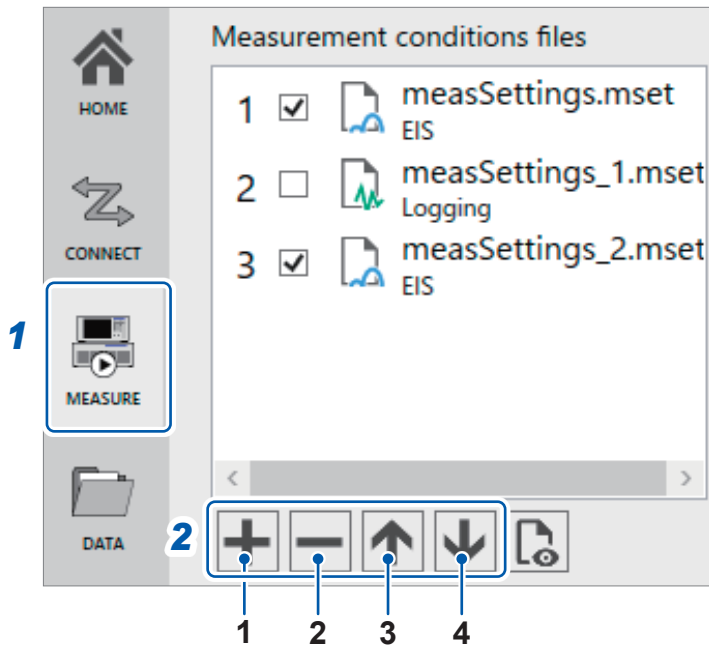 Measurement conditions files
HOME
1 measSettings.mset
EIS
2 measSettings_1.mset
Logging
CONNECT
3 measSettings_2.mset
EIS
1
MEASURE
DATA
2
1 2 3 4